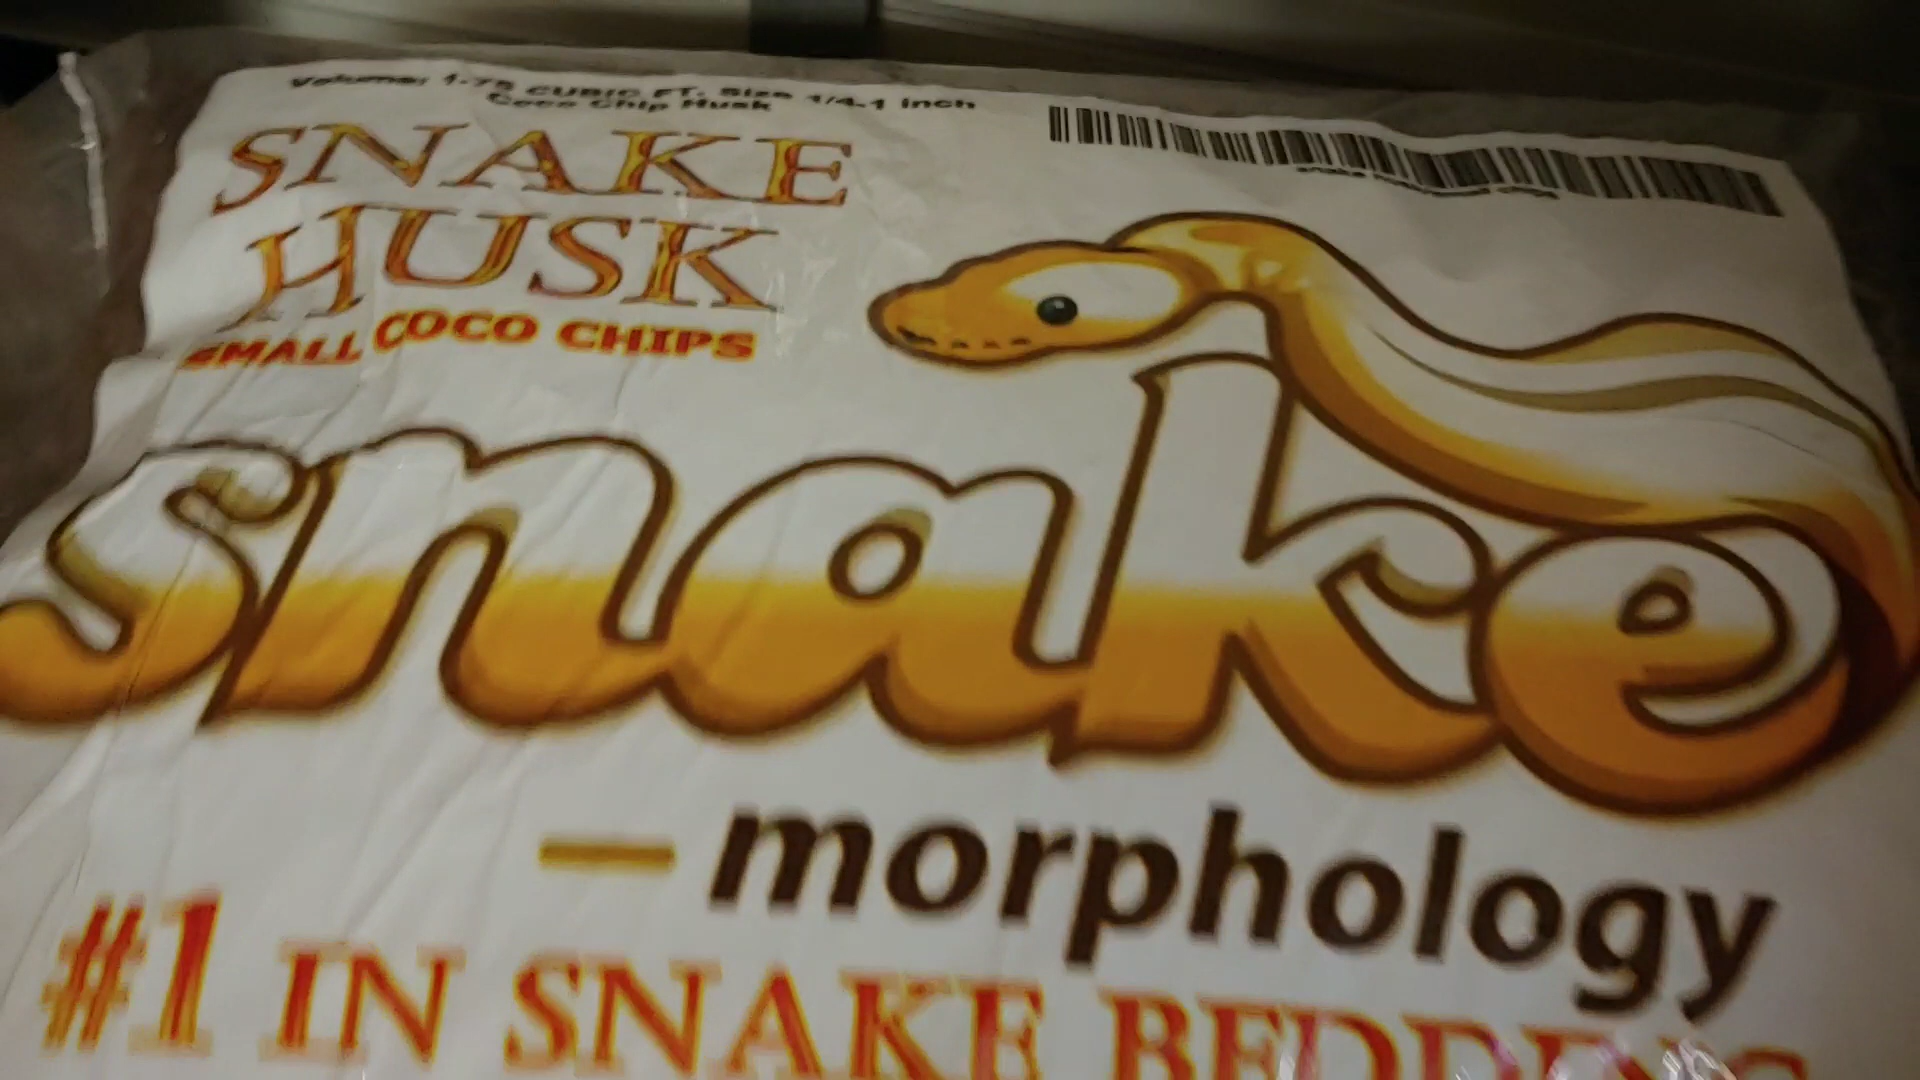 Volume: 1-75 CUBIC FT. Size 1/4-1 inch
Coco Chip Husk
SNAKE
HUSK
SMALL COCO CHIPS
snake
— morphology
#1 IN SNAKE BEDDING